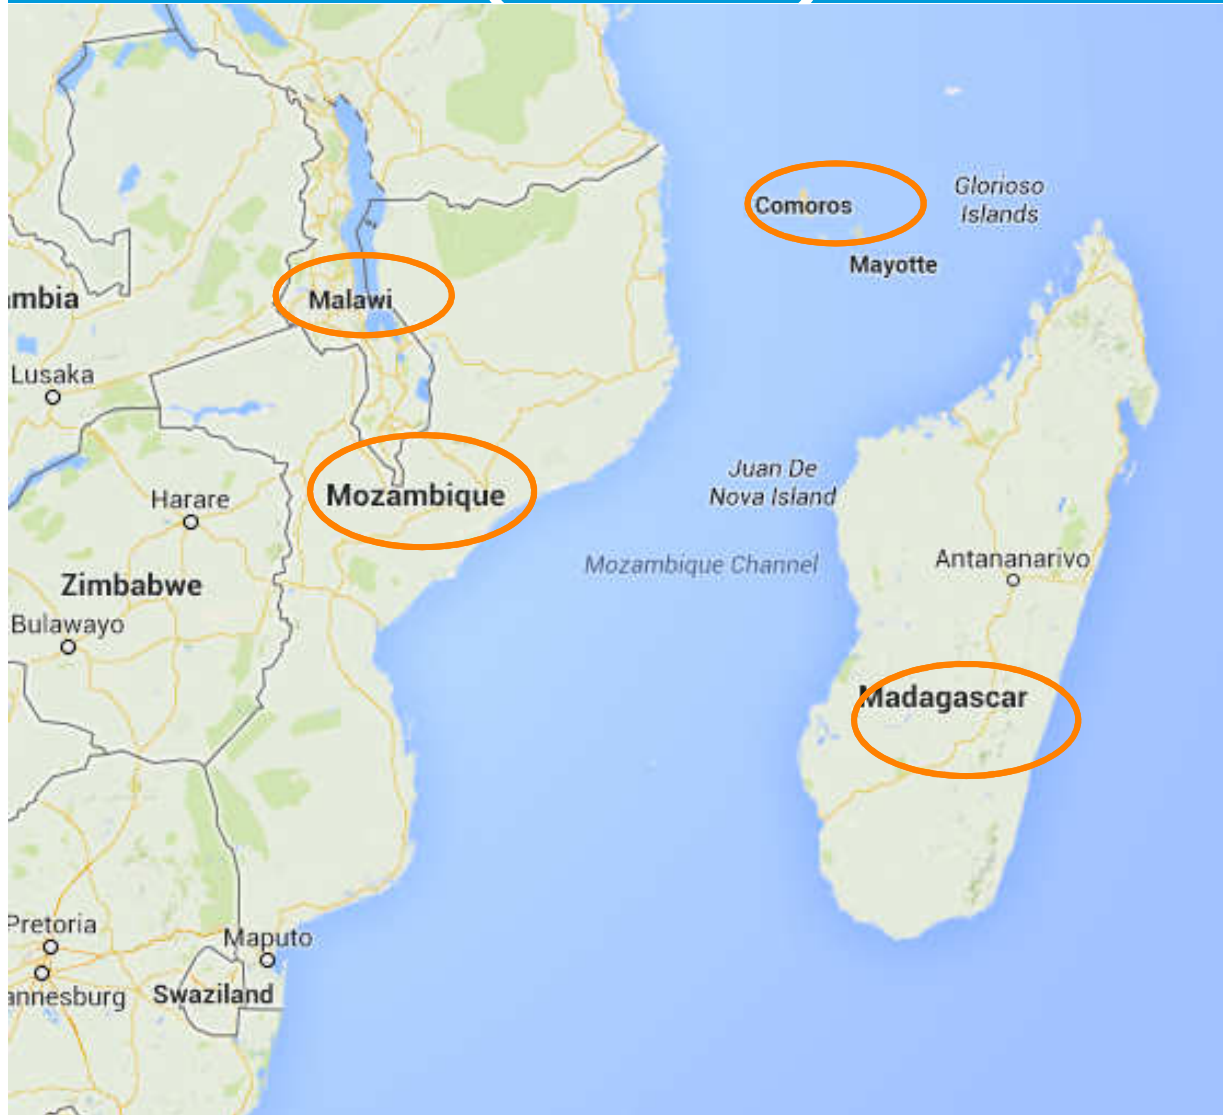 Comoros
Glorioso
Islands
Mayotte
Malawi
ambia
Lusaka
Juan De
Nova Island
Harare
Mozambique
Mozambique Channel
Antananarivo
Zimbabwe
Bulawayo
Madagascar
Pretoria
Maputo
annesburg
Swaziland